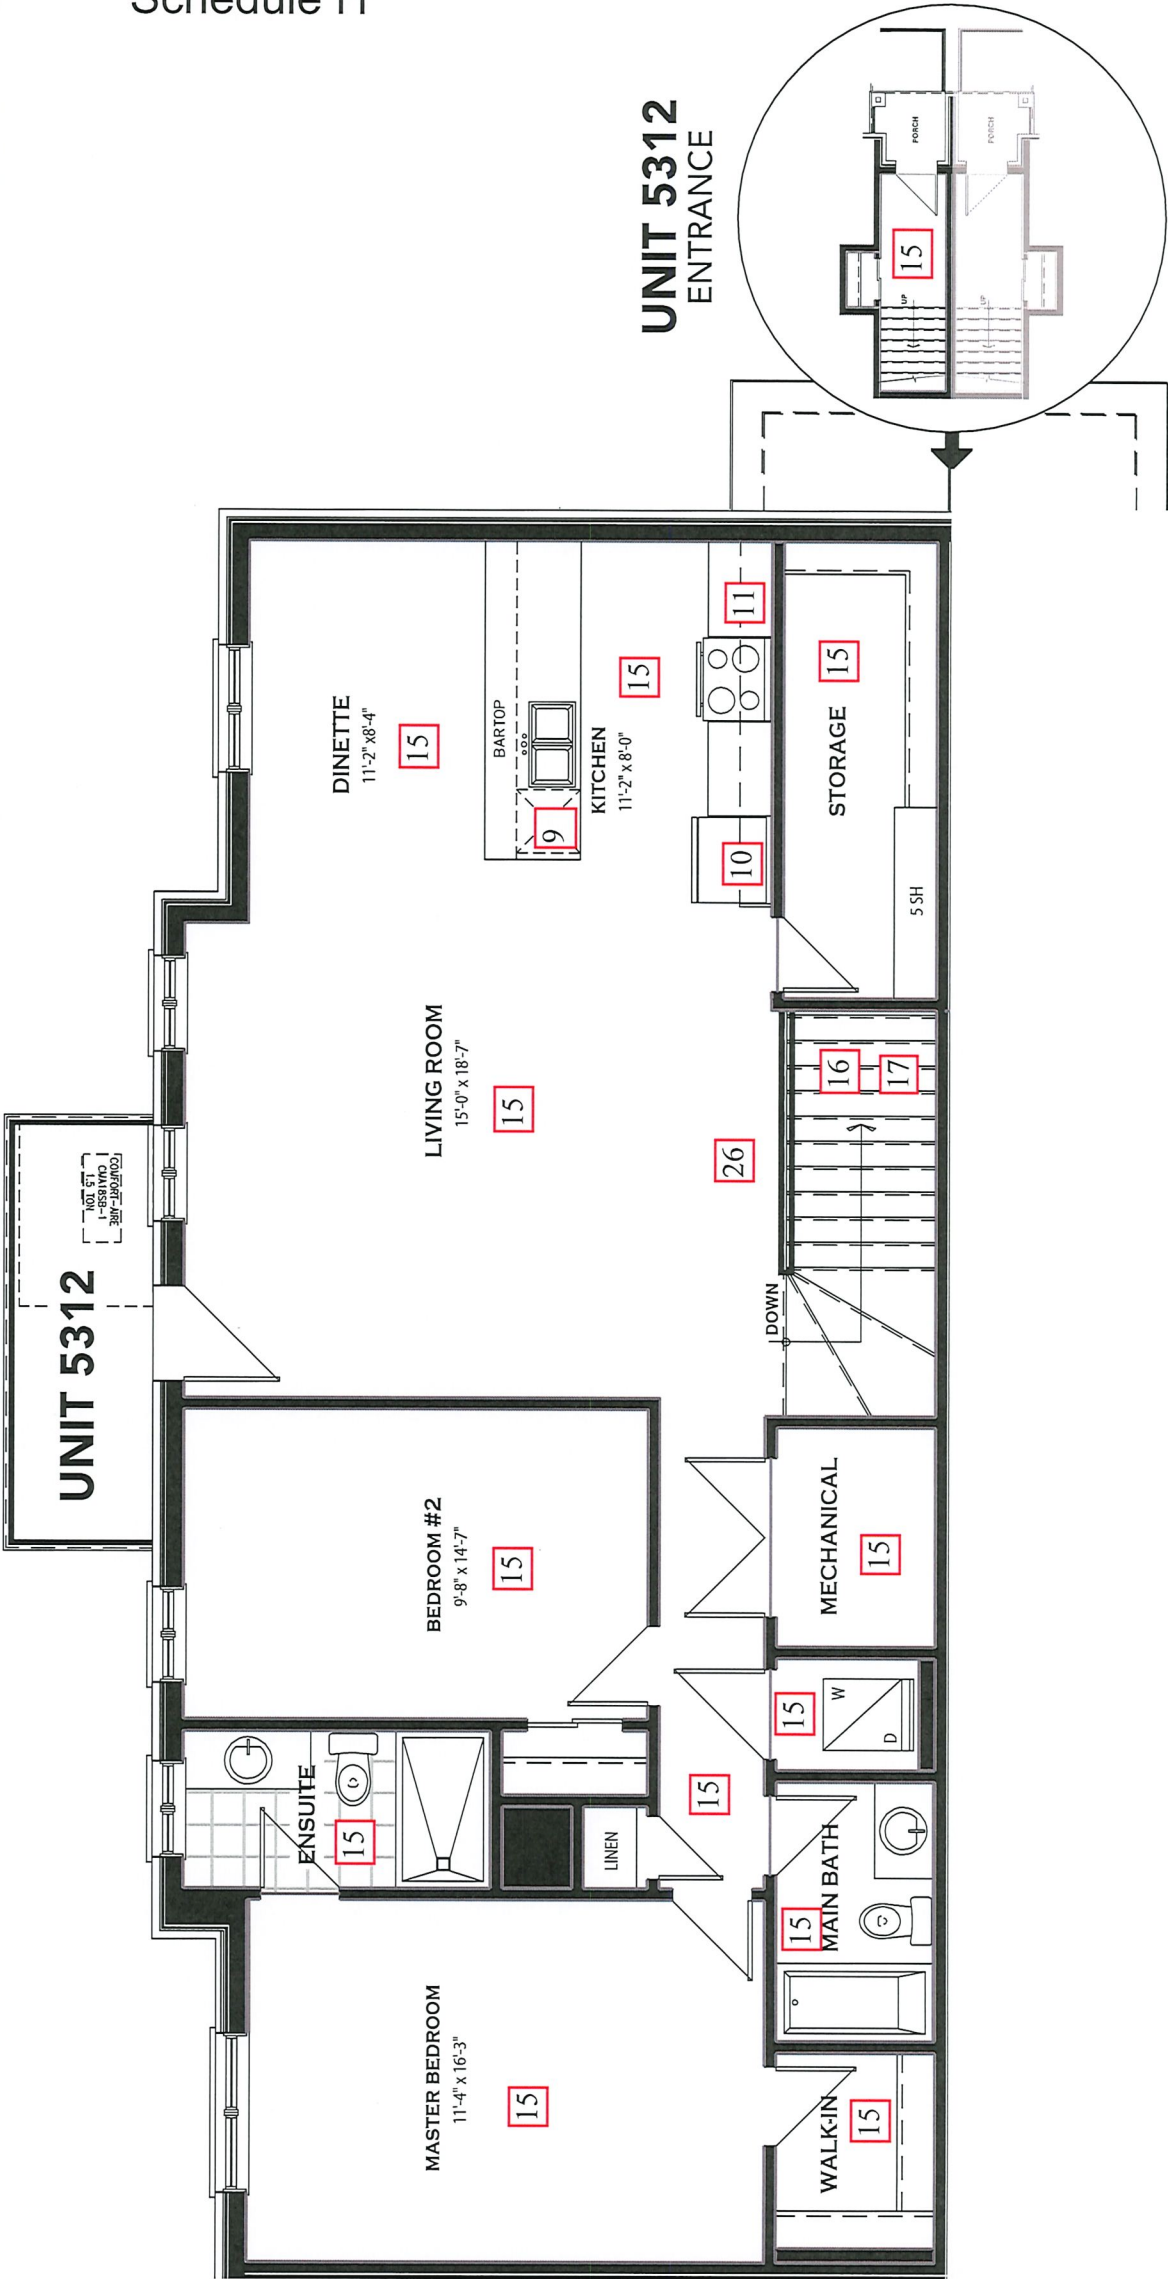 Schedule H
UNIT 5312
ENTRANCE
PORCH
PORCH
15
UP
UP
UNIT 5312
COMFORT-AIRE
CVA18SB-1
1.5 TON
DINETTE
11'-2" x8'-4"
15
BARTOP
9
KITCHEN
11'-2" x 8'-0"
15
11
10
STORAGE
15
5 SH
LIVING ROOM
15'-0" x 18'-7"
15
26
16
17
DOWN
BEDROOM #2
9'-8" x 14'-7"
15
MECHANICAL
15
15
W
D
15
ENSUITE
15
LINEN
MAIN BATH
15
MASTER BEDROOM
11'-4" x 16'-3"
15
WALK-IN
15